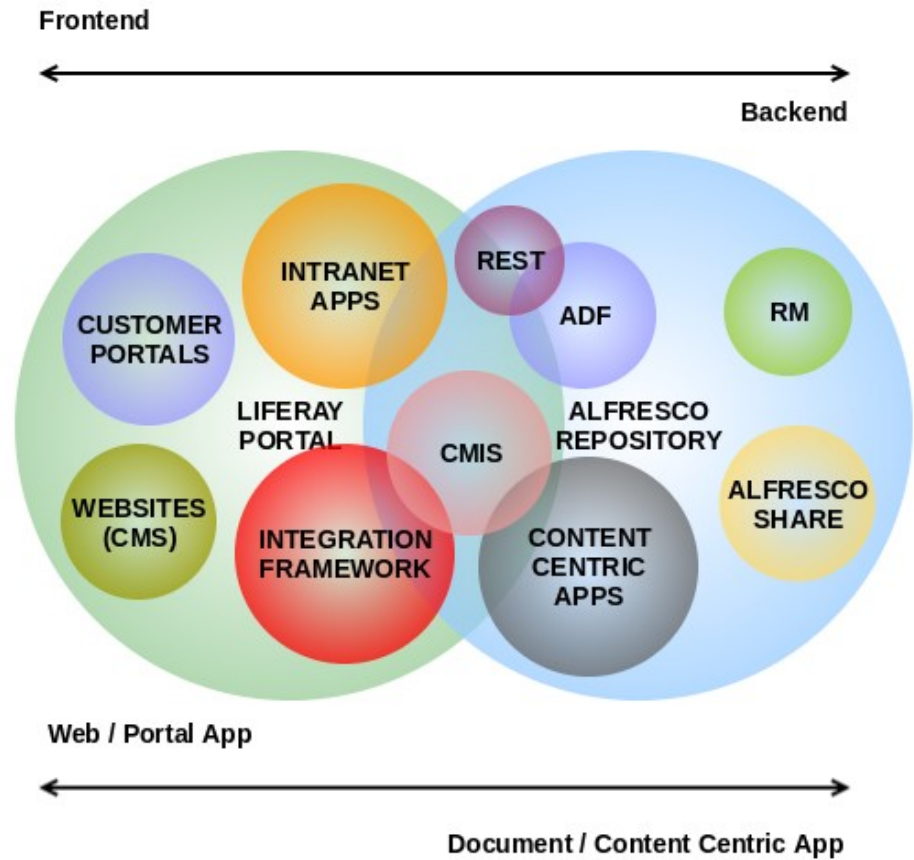 Frontend
Backend
REST
INTRANET
APPS
ADF
RM
CUSTOMER
PORTALS
LIFERAY
PORTAL
ALFRESCO
REPOSITORY
CMIS
WEBSITES
(CMS)
ALFRESCO
SHARE
INTEGRATION
FRAMEWORK
CONTENT
CENTRIC
APPS
Web / Portal App
Document / Content Centric App